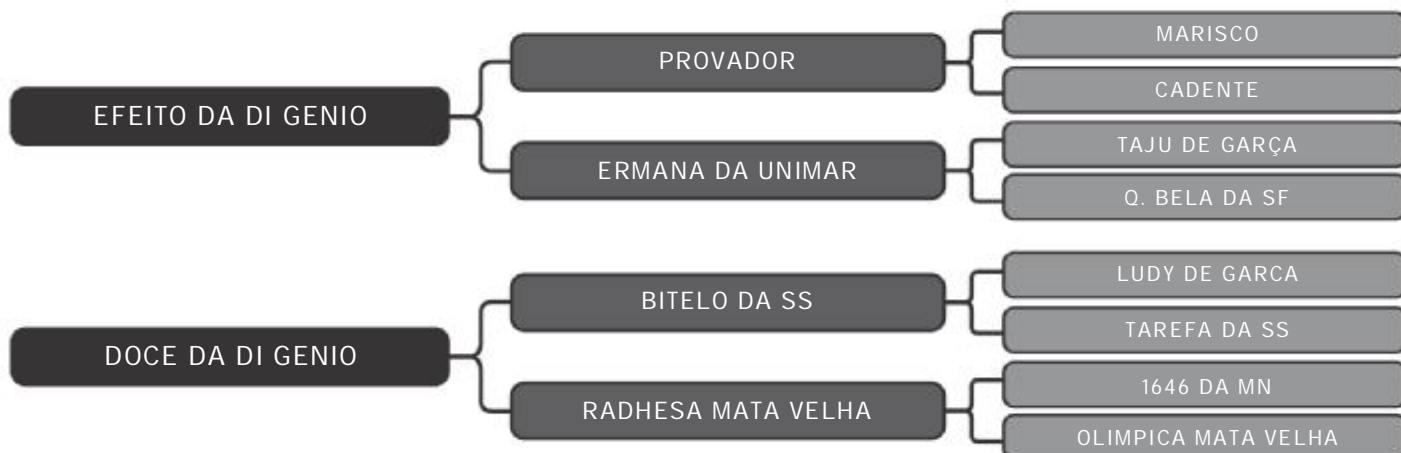 EFEITO DA DI GENIO
PROVADOR
MARISCO
CADENTE
ERMANA DA UNIMAR
TAJU DE GARÇA
Q. BELA DA SF
DOCE DA DI GENIO
BITELO DA SS
LUDY DE GARCA
TAREFA DA SS
RADHESA MATA VELHA
1646 DA MN
OLIMPICA MATA VELHA